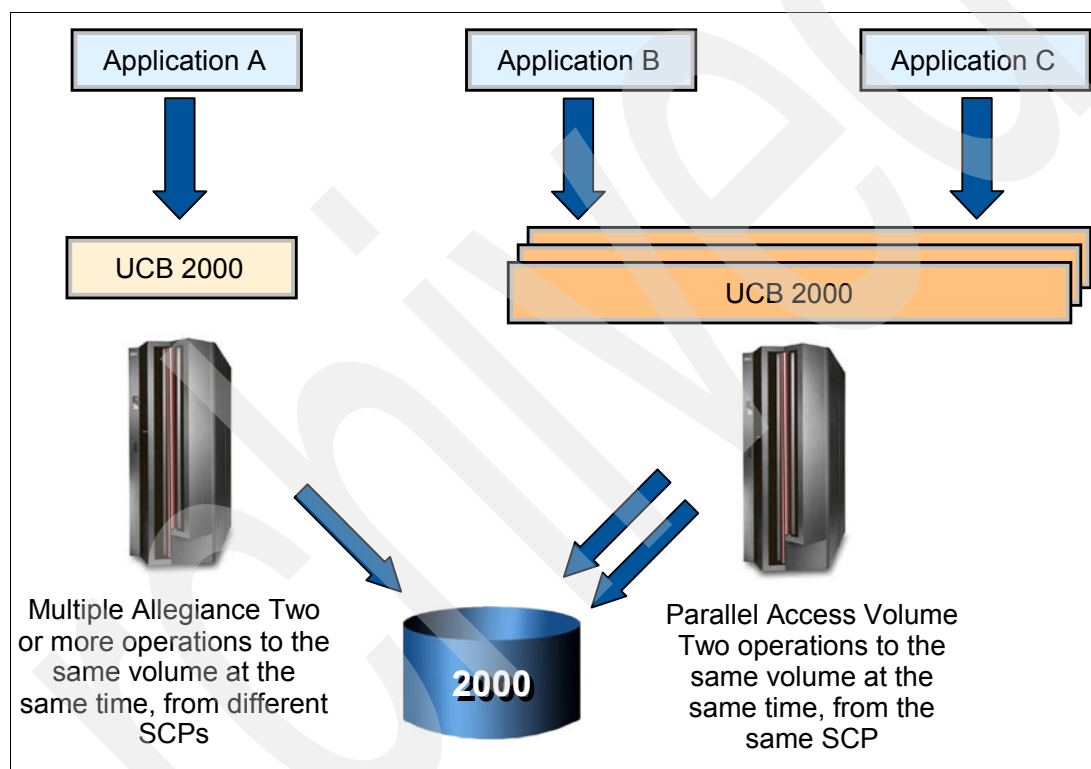 Application A
Application B
Application C
UCB 2000
UCB 2000
Multiple Allegiance Two
or more operations to the
same volume at the
same time, from different
SCPs
2000
Parallel Access Volume
Two operations to the
same volume at the
same time, from the
same SCP